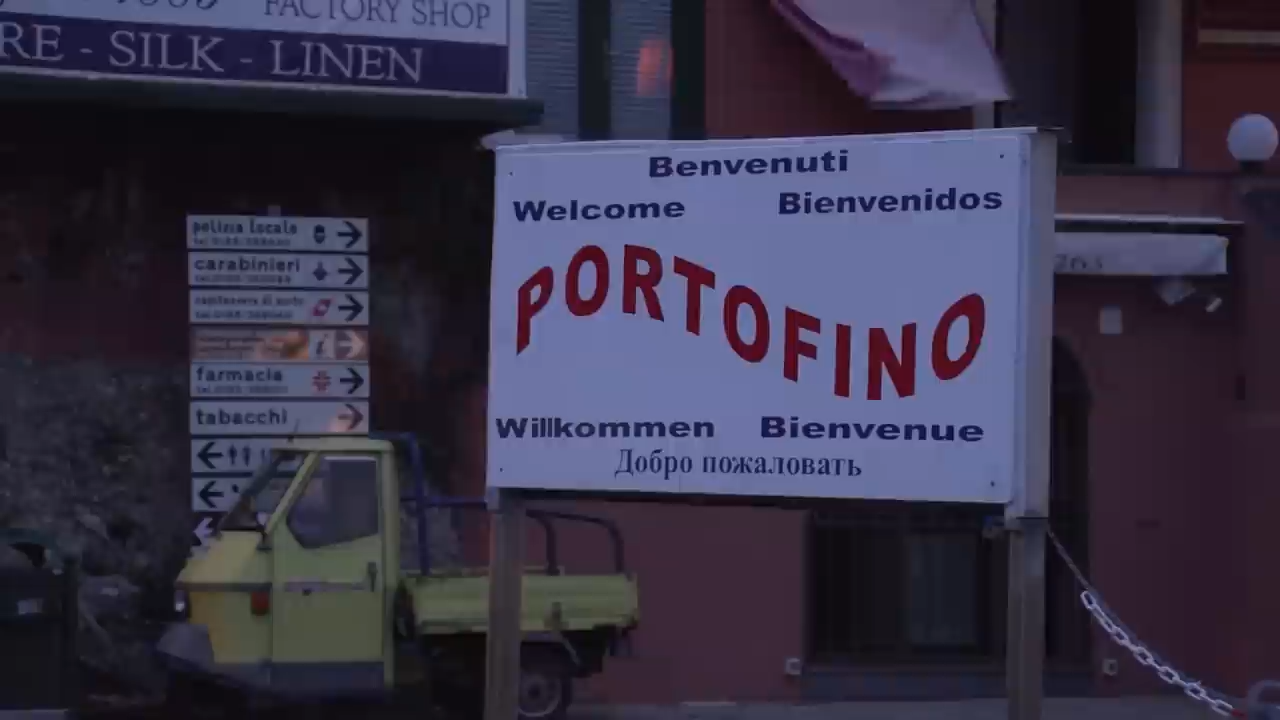 FACTORY SHOP
RE - SILK - LINEN
Benvenuti
Welcome
Bienvenidos
PORTOFINO
Willkommen
Bienvenue
Добро пожаловать
polizia locale
carabinieri
farmacia
tabacchi